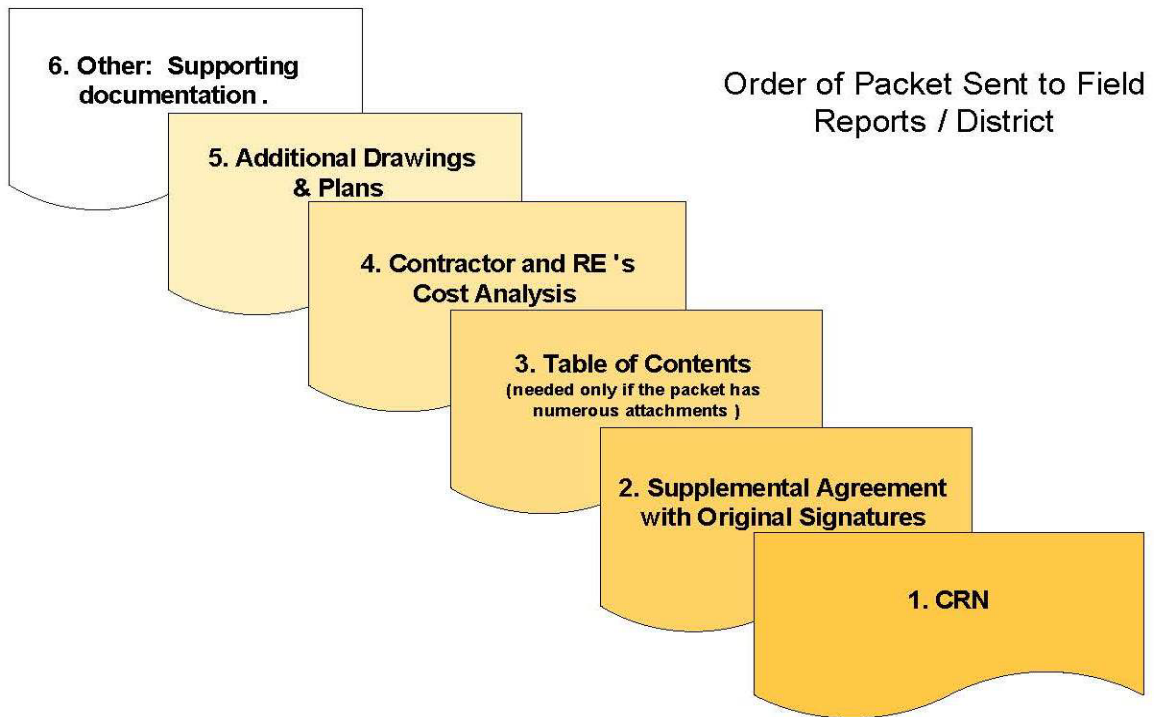 6. Other:  Supporting
documentation .
Order of Packet Sent to Field
Reports / District
5. Additional Drawings
& Plans
4. Contractor and RE 's
Cost Analysis
3. Table of Contents
(needed only if the packet has
numerous attachments )
2. Supplemental Agreement
with Original Signatures
1. CRN